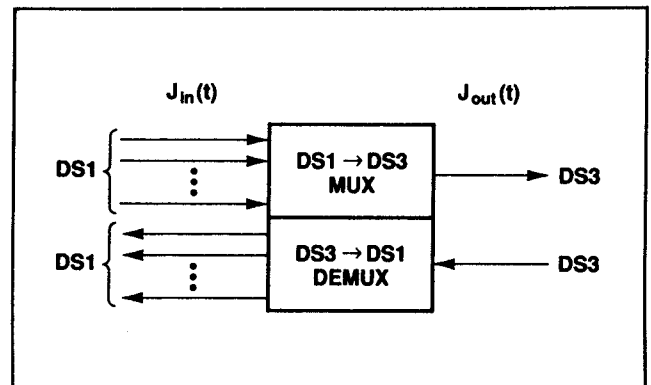 J_in(t)
J_out(t)
DS1
DS1 → DS3
MUX
DS3
DS1
DS3 → DS1
DEMUX
DS3